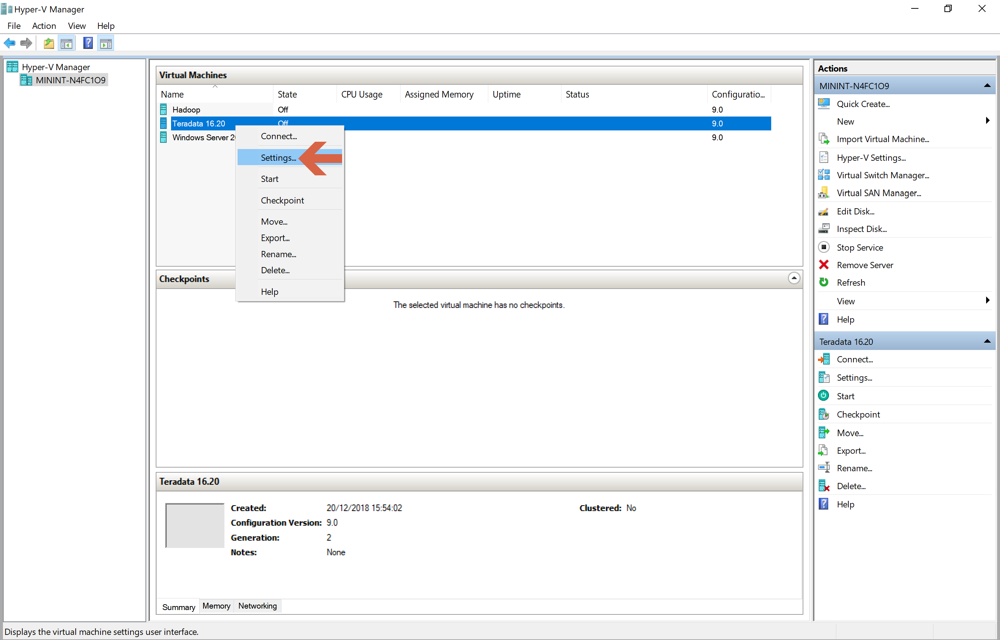 Hyper-V Manager
File Action View Help
Hyper-V Manager
MININT-N4FC1O9
Virtual Machines
Name State CPU Usage Assigned Memory Uptime Status Configuratio...
Hadoop Off 9.0
Teradata 16.20 Off 9.0
Windows Server 2 9.0
Connect...
Settings...
Start
Checkpoint
Move...
Export...
Rename...
Delete...
Help
Checkpoints
The selected virtual machine has no checkpoints.
Teradata 16.20
Created: 20/12/2018 15:54:02 Clustered: No
Configuration Version: 9.0
Generation: 2
Notes: None
Summary Memory Networking
Actions
MININT-N4FC1O9
Quick Create...
New
Import Virtual Machine...
Hyper-V Settings...
Virtual Switch Manager...
Virtual SAN Manager...
Edit Disk...
Inspect Disk...
Stop Service
Remove Server
Refresh
View
Help
Teradata 16.20
Connect...
Settings...
Start
Checkpoint
Move...
Export...
Rename...
Delete...
Help
Displays the virtual machine settings user interface.